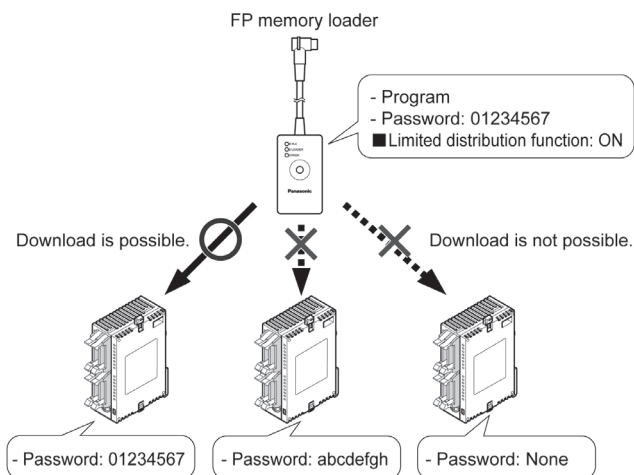 FP memory loader
- Program
- Password: 01234567
■Limited distribution function: ON
Panasonic
Download is possible.
Download is not possible.
- Password: 01234567
- Password: abcdefgh
- Password: None